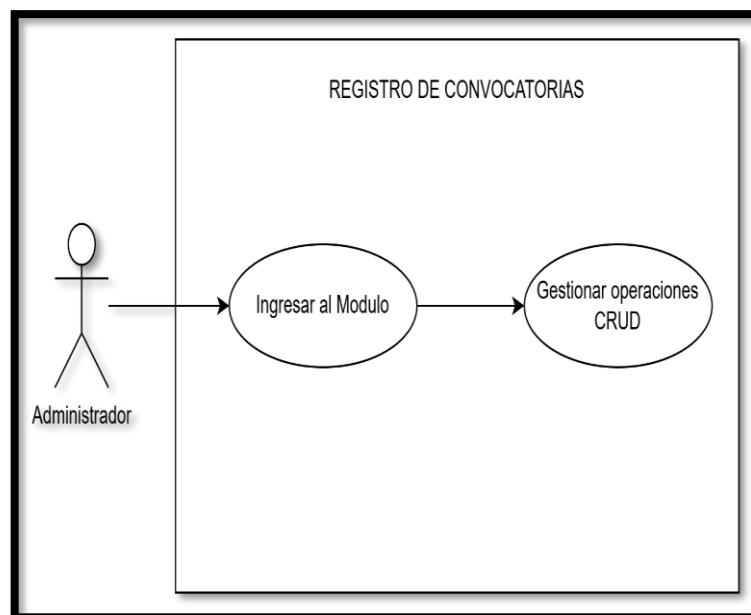 REGISTRO DE CONVOCATORIAS
Ingresar al Modulo
Gestionar operaciones
CRUD
Administrador